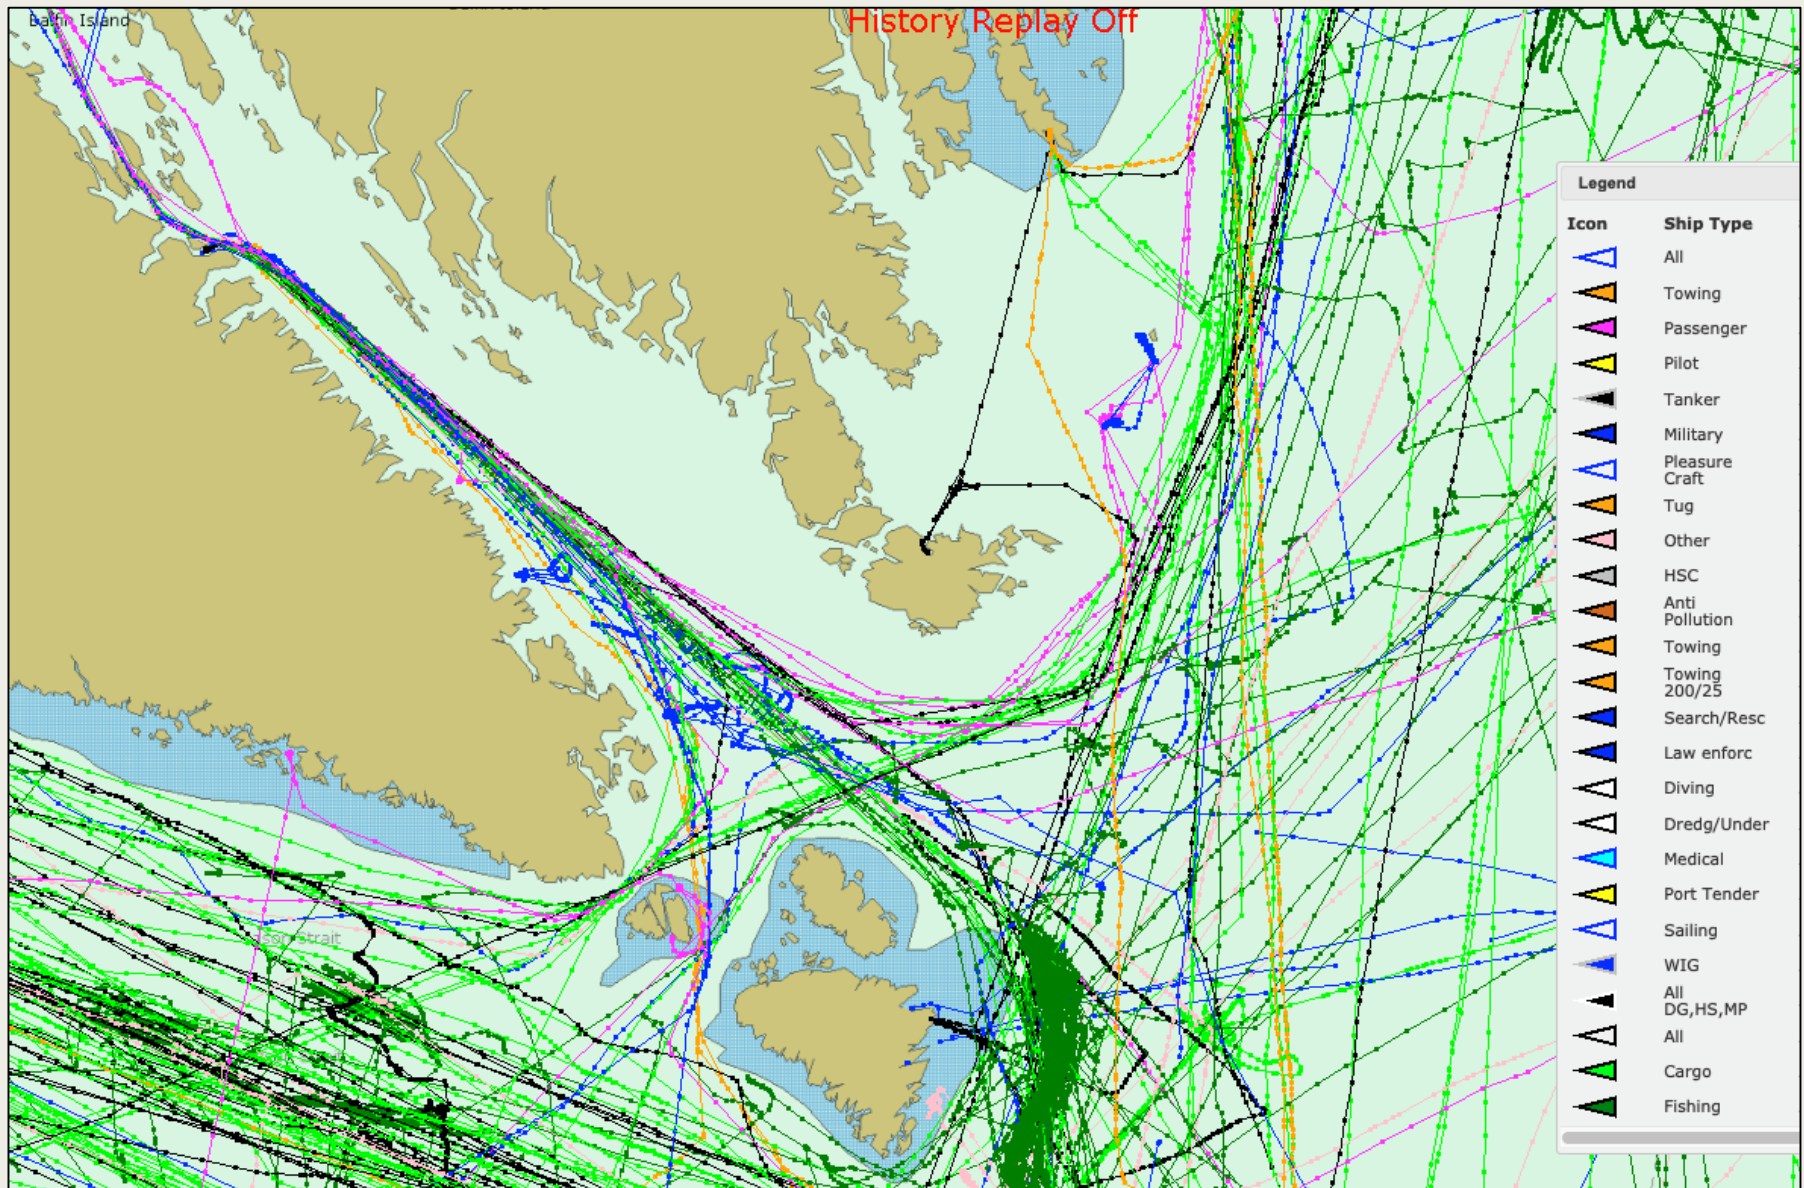 Baffin Island
History Replay Off
Legend
Icon Ship Type
All
Towing
Passenger
Pilot
Tanker
Military
Pleasure
Craft
Tug
Other
HSC
Anti
Pollution
Towing
Towing
200/25
Search/Resc
Law enforc
Diving
Dredg/Under
Medical
Port Tender
Sailing
WIG
All
DG,HS,MP
All
Cargo
Fishing
Strait